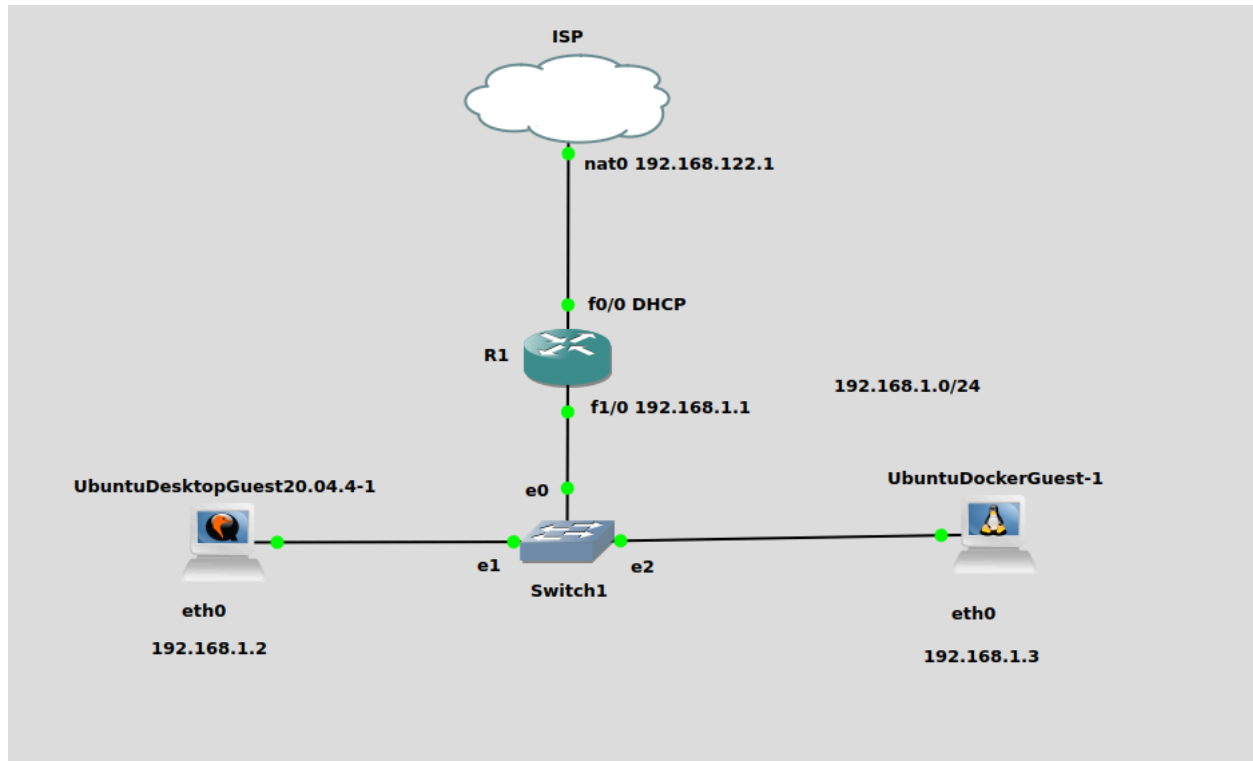 ISP
nat0 192.168.122.1
f0/0 DHCP
R1
192.168.1.0/24
f1/0 192.168.1.1
UbuntuDesktopGuest20.04.4-1
UbuntuDockerGuest-1
e0
e1
e2
Switch1
eth0
eth0
192.168.1.2
192.168.1.3